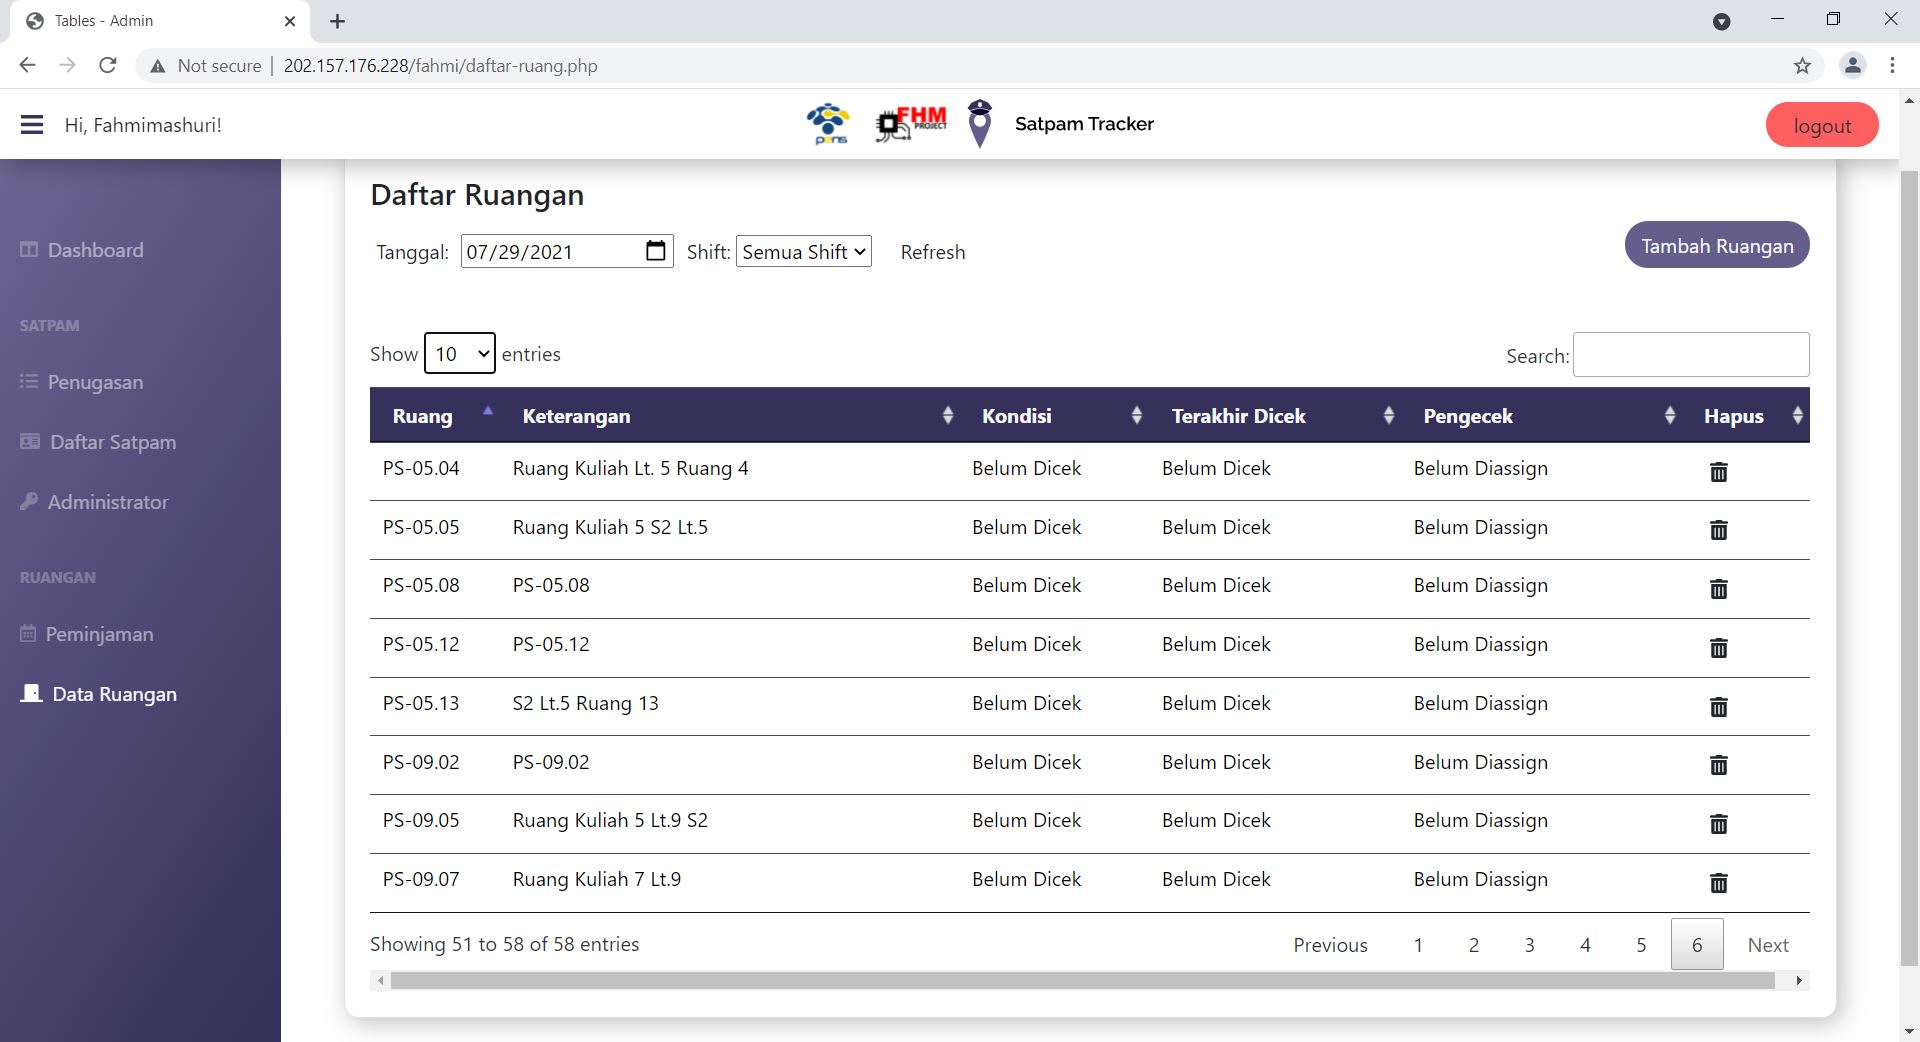 Tables - Admin
Not secure | 202.157.176.228/fahmi/daftar-ruang.php
Hi, Fahmimashuri!
pens
FHM
PROJECT
Satpam Tracker
logout
Dashboard
SATPAM
Penugasan
Daftar Satpam
Administrator
RUANGAN
Peminjaman
Data Ruangan
Daftar Ruangan
Tanggal: 07/29/2021 Shift: Semua Shift Refresh
Tambah Ruangan
Show 10 entries
Search:
Ruang Keterangan Kondisi Terakhir Dicek Pengecek Hapus
PS-05.04 Ruang Kuliah Lt. 5 Ruang 4 Belum Dicek Belum Dicek Belum Diassign
PS-05.05 Ruang Kuliah 5 S2 Lt.5 Belum Dicek Belum Dicek Belum Diassign
PS-05.08 PS-05.08 Belum Dicek Belum Dicek Belum Diassign
PS-05.12 PS-05.12 Belum Dicek Belum Dicek Belum Diassign
PS-05.13 S2 Lt.5 Ruang 13 Belum Dicek Belum Dicek Belum Diassign
PS-09.02 PS-09.02 Belum Dicek Belum Dicek Belum Diassign
PS-09.05 Ruang Kuliah 5 Lt.9 S2 Belum Dicek Belum Dicek Belum Diassign
PS-09.07 Ruang Kuliah 7 Lt.9 Belum Dicek Belum Dicek Belum Diassign
Showing 51 to 58 of 58 entries
Previous 1 2 3 4 5 6 Next